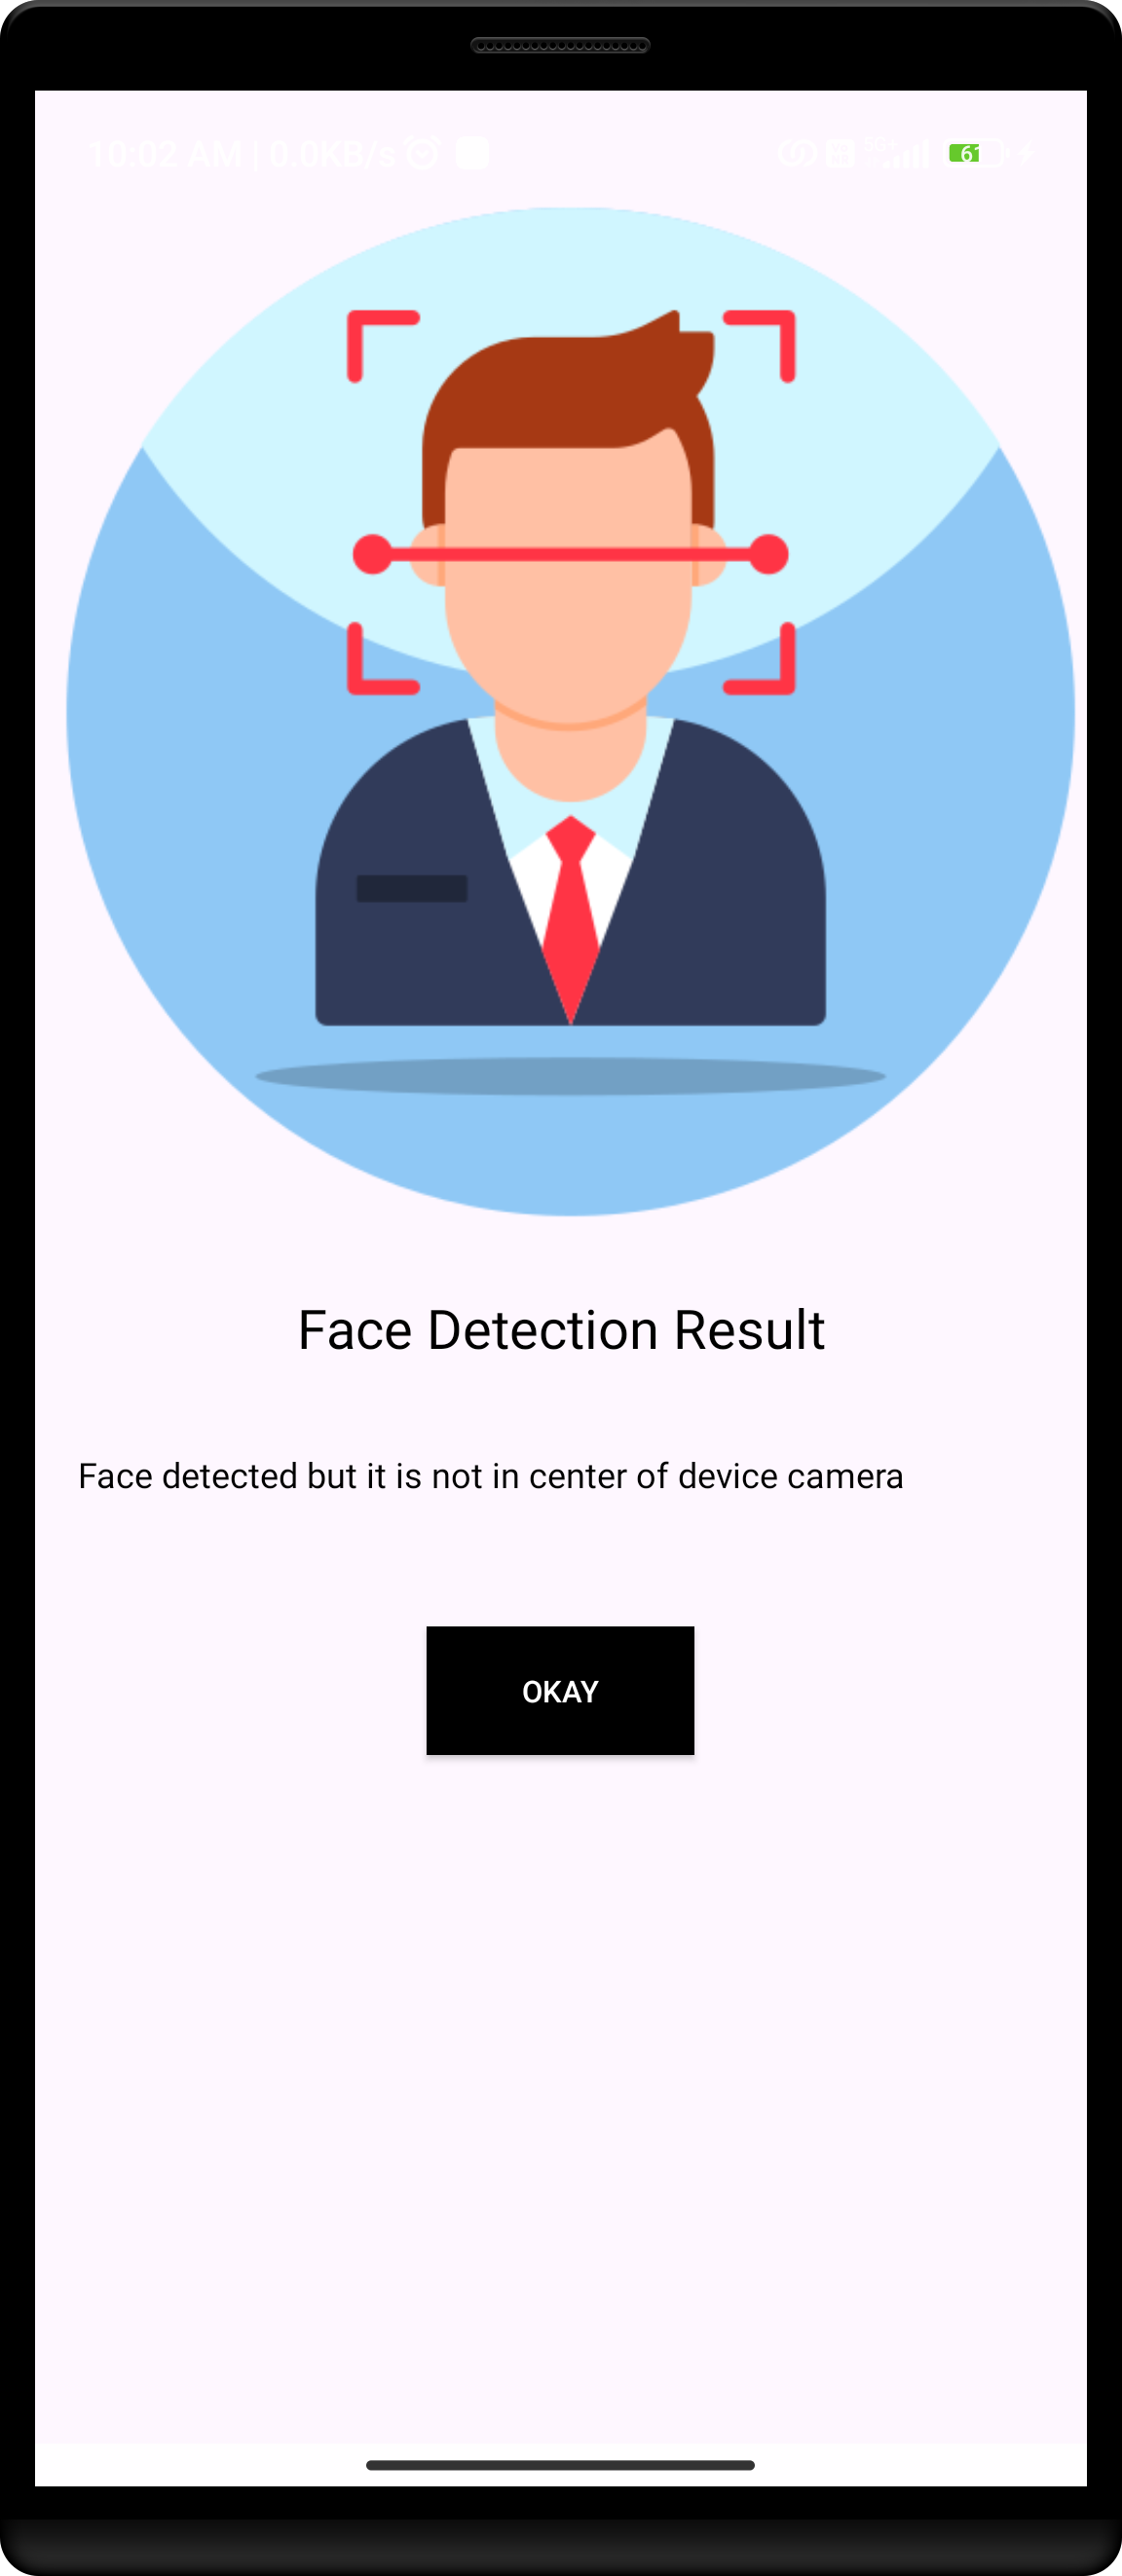 10:02 AM | 0.0KB/s
5G+
Face Detection Result
Face detected but it is not in center of device camera
OKAY